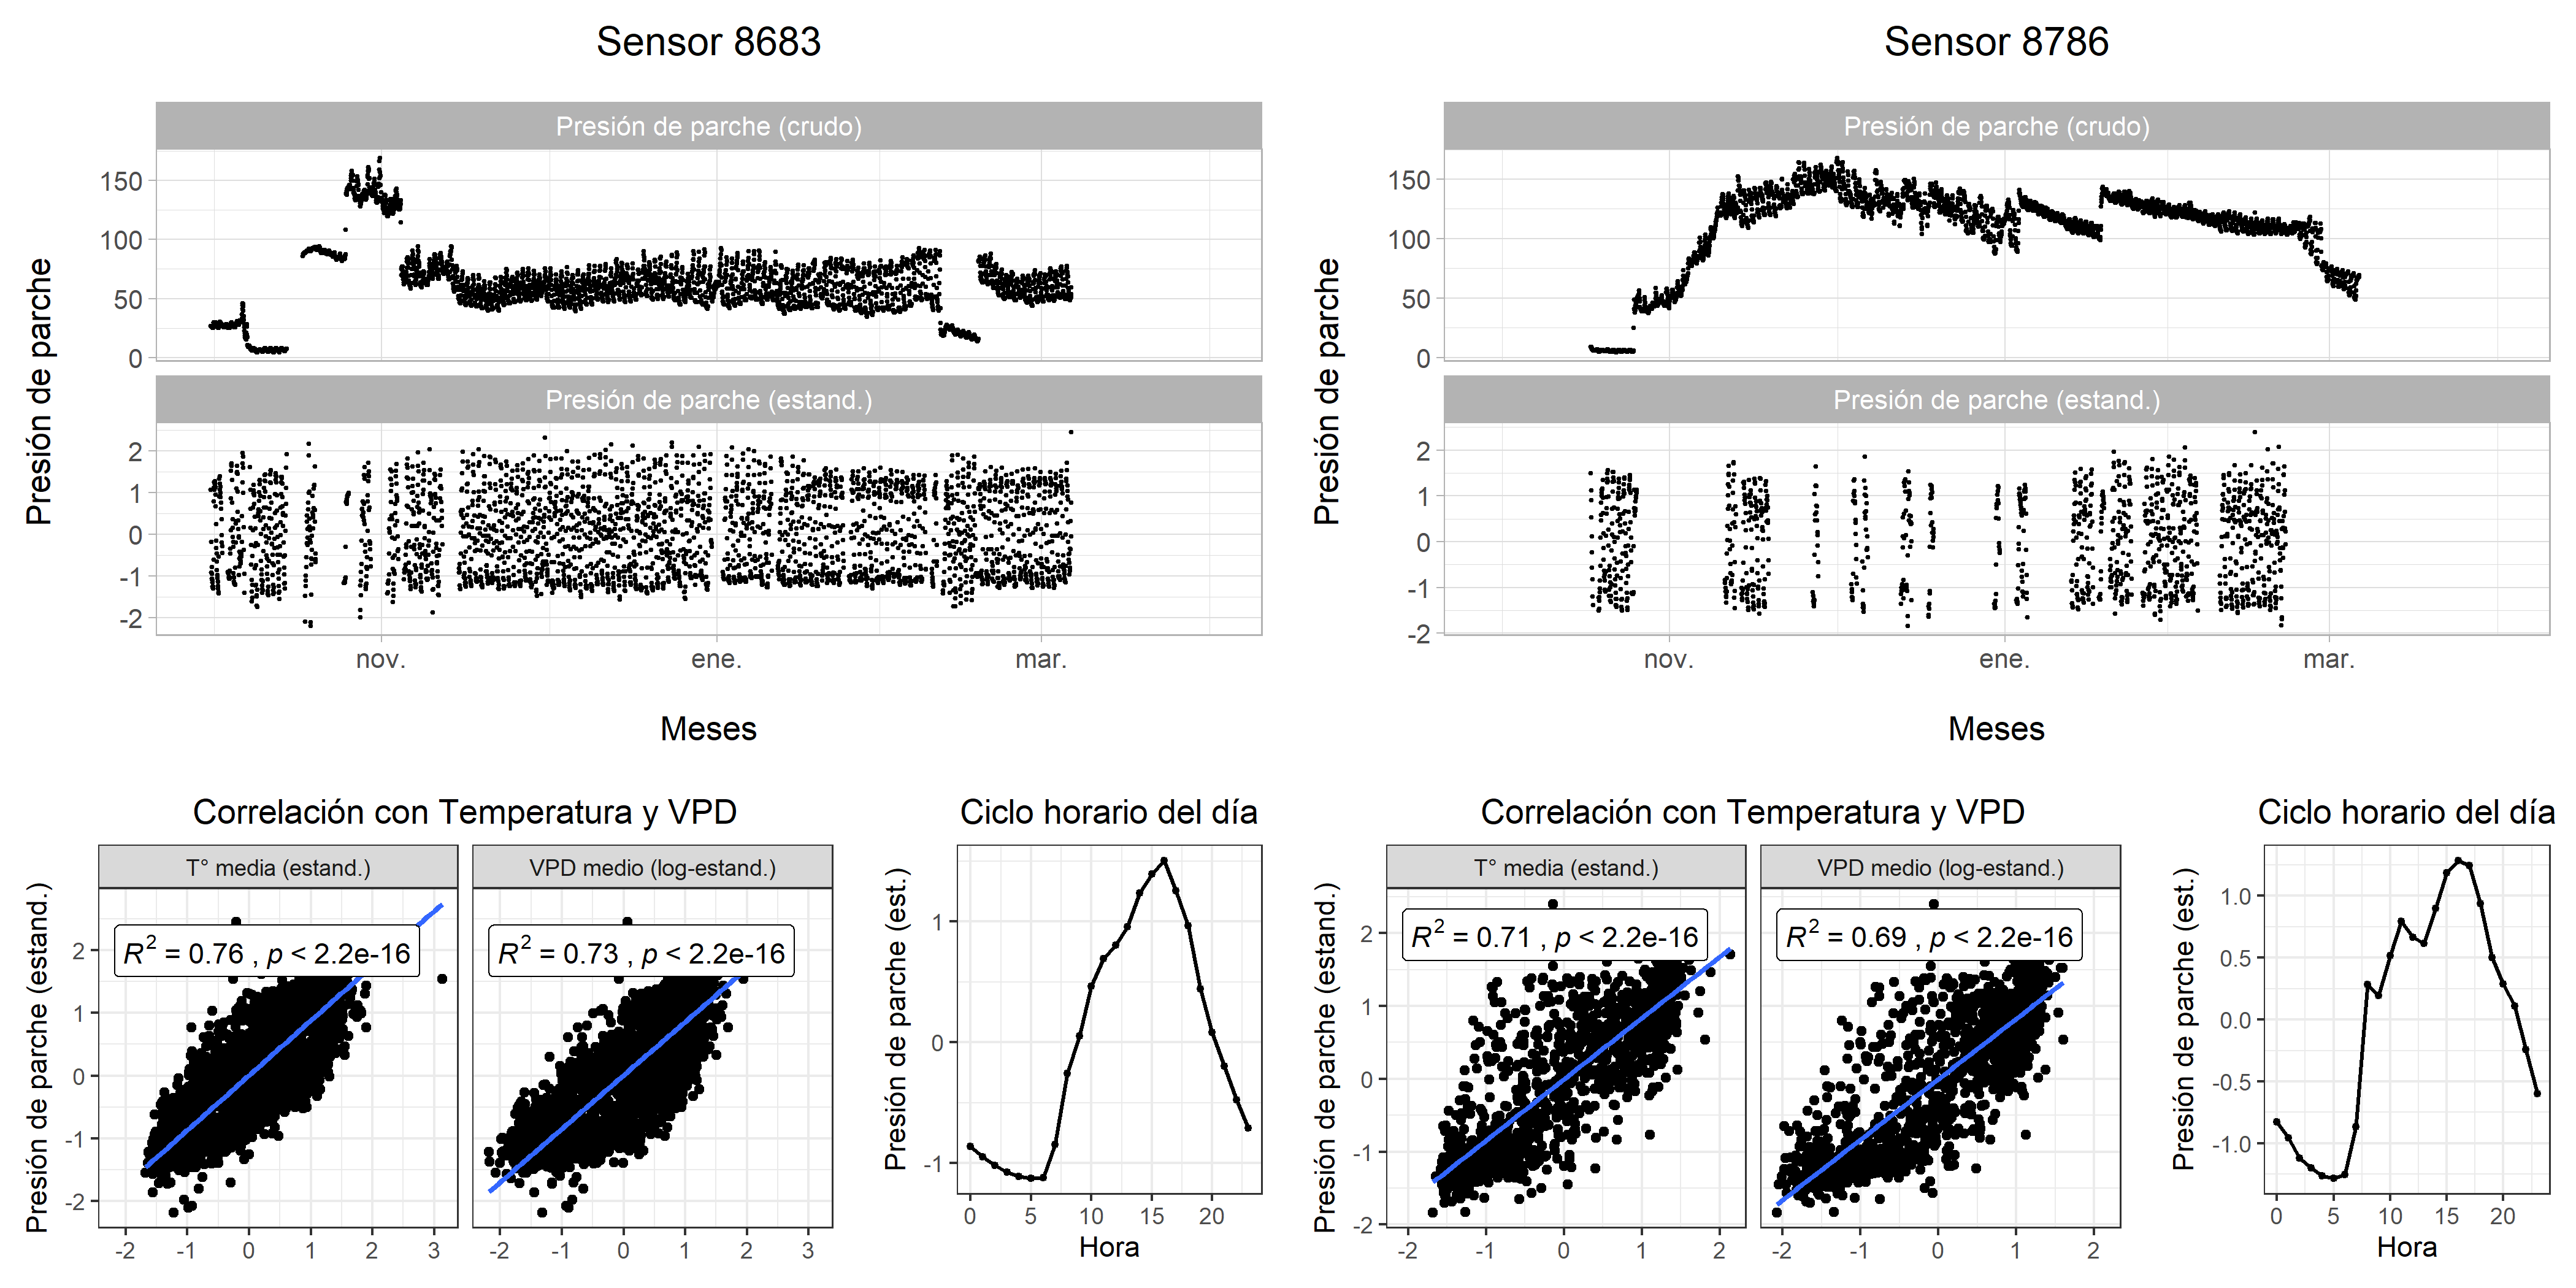 Sensor 8683
Presión de parche (crudo)
150
100
50
0
Presión de parche (estand.)
2
1
0
-1
-2
Presión de parche
nov.
ene.
mar.
Meses
Correlación con Temperatura y VPD
T° media (estand.)
VPD medio (log-estand.)
R² = 0.76 , p < 2.2e-16
R² = 0.73 , p < 2.2e-16
Presión de parche (estand.)
2
1
0
-1
-2
-2 -1 0 1 2 3
-2 -1 0 1 2 3
Ciclo horario del día
Presión de parche (est.)
1
0
-1
0 5 10 15 20
Hora
Sensor 8786
Presión de parche (crudo)
150
100
50
0
Presión de parche (estand.)
2
1
0
-1
-2
Presión de parche
nov.
ene.
mar.
Meses
Correlación con Temperatura y VPD
T° media (estand.)
VPD medio (log-estand.)
R² = 0.71 , p < 2.2e-16
R² = 0.69 , p < 2.2e-16
Presión de parche (estand.)
2
1
0
-1
-2
-2 -1 0 1 2
-2 -1 0 1 2
Ciclo horario del día
Presión de parche (est.)
1.0
0.5
0.0
-0.5
-1.0
0 5 10 15 20
Hora